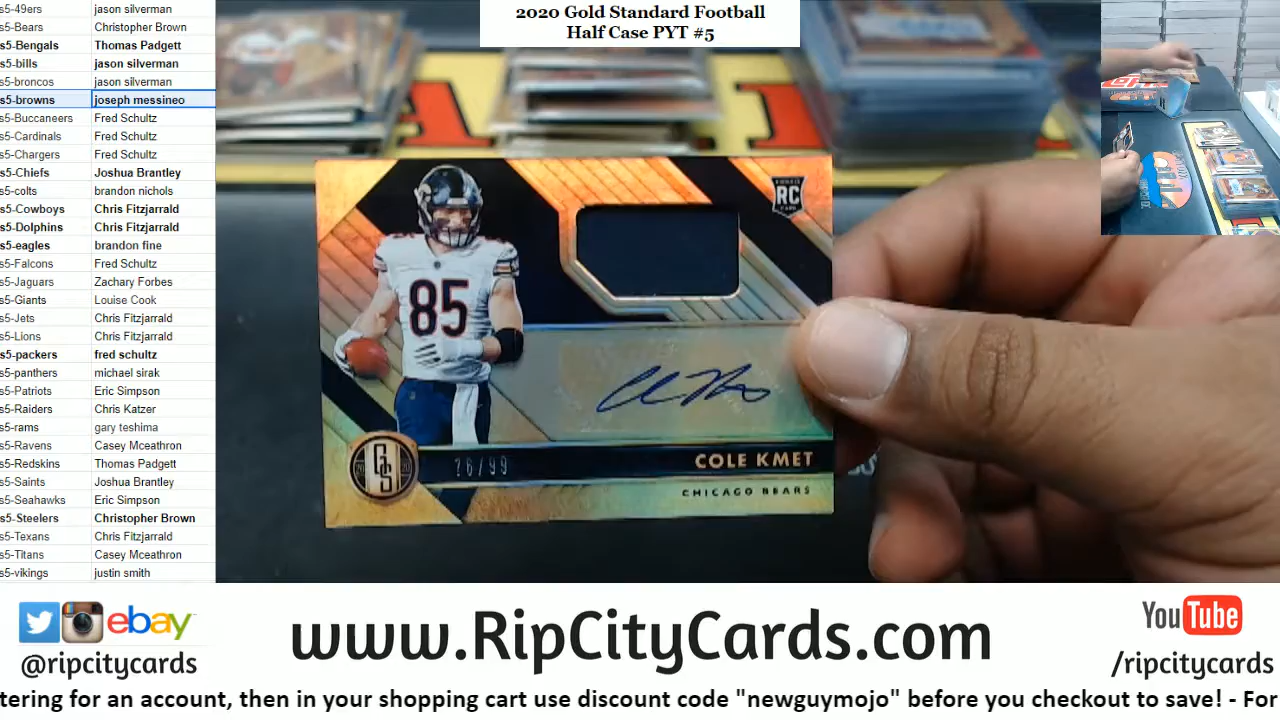 s5-49ers jason silverman
s5-Bears Christopher Brown
s5-Bengals Thomas Padgett
s5-bills jason silverman
s5-broncos jason silverman
s5-browns joseph messineo
s5-Buccaneers Fred Schultz
s5-Cardinals Fred Schultz
s5-Chargers Fred Schultz
s5-Chiefs Joshua Brantley
s5-colts brandon nichols
s5-Cowboys Chris Fitzjarrald
s5-Dolphins Chris Fitzjarrald
s5-eagles brandon fine
s5-Falcons Fred Schultz
s5-Jaguars Zachary Forbes
s5-Giants Louise Cook
s5-Jets Chris Fitzjarrald
s5-Lions Chris Fitzjarrald
s5-packers fred schultz
s5-panthers michael sirak
s5-Patriots Eric Simpson
s5-Raiders Chris Katzer
s5-rams gary teshima
s5-Ravens Casey Mceathron
s5-Redskins Thomas Padgett
s5-Saints Joshua Brantley
s5-Seahawks Eric Simpson
s5-Steelers Christopher Brown
s5-Texans Chris Fitzjarrald
s5-Titans Casey Mceathron
s5-vikings justin smith
2020 Gold Standard Football
Half Case PYT #5
RC
85
GS
76/99
COLE KMET
CHICAGO BEARS
ebay
@ripcitycards
www.RipCityCards.com
YouTube
/ripcitycards
tering for an account, then in your shopping cart use discount code "newguymojo" before you checkout to save! - For